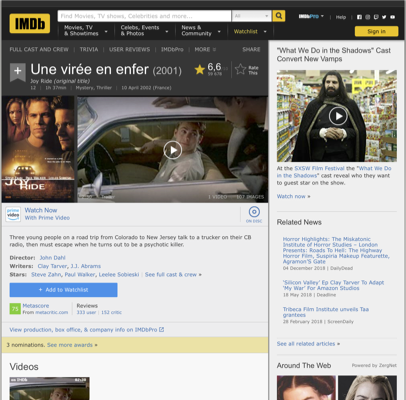 IMDb
Find Movies, TV shows, Celebrities and more...
All
IMDbPro
Help
Movies, TV
& Showtimes
Celebs, Events
& Photos
News &
Community
Watchlist
Sign in
FULL CAST AND CREW | TRIVIA | USER REVIEWS | IMDbPro | MORE
SHARE
Une virée en enfer (2001)
Joy Ride (original title)
12 | 1h 37min | Mystery, Thriller | 10 April 2002 (France)
6,6
Rate
This
JOY RIDE
1 VIDEO
101 IMAGES
prime video
Watch Now
With Prime Video
ON DISC
Three young people on a road trip from Colorado to New Jersey talk to a trucker on their CB
radio, then must escape when he turns out to be a psychotic killer.
Director: John Dahl
Writers: Clay Tarver, J.J. Abrams
Stars: Steve Zahn, Paul Walker, Leelee Sobieski | See full cast & crew »
+ Add to Watchlist
Metascore
From metacritic.com
Reviews
333 user | 152 critic
View production, box office, & company info on IMDbPro
3 nominations. See more awards »
Videos
"What We Do in the Shadows" Cast
Convert New Vamps
At the SXSW Film Festival the "What We Do
in the Shadows" cast reveal who they want
to guest star on the show.
Watch now »
Related News
Horror Highlights: The Miskatonic
Institute of Horror Studies – London
Presents: Roads To Hell: The Highway
Horror Film, Suspiria Makeup Featurette,
Agramon'S Gate
04 December 2018 | DailyDead
'Silicon Valley' Ep Clay Tarver To Adapt
'My War' For Amazon Studios
18 May 2018 | Deadline
Tribeca Film Institute unveils Taa
grantees
28 February 2018 | ScreenDaily
See all related articles »
Around The Web
Powered by ZergNet